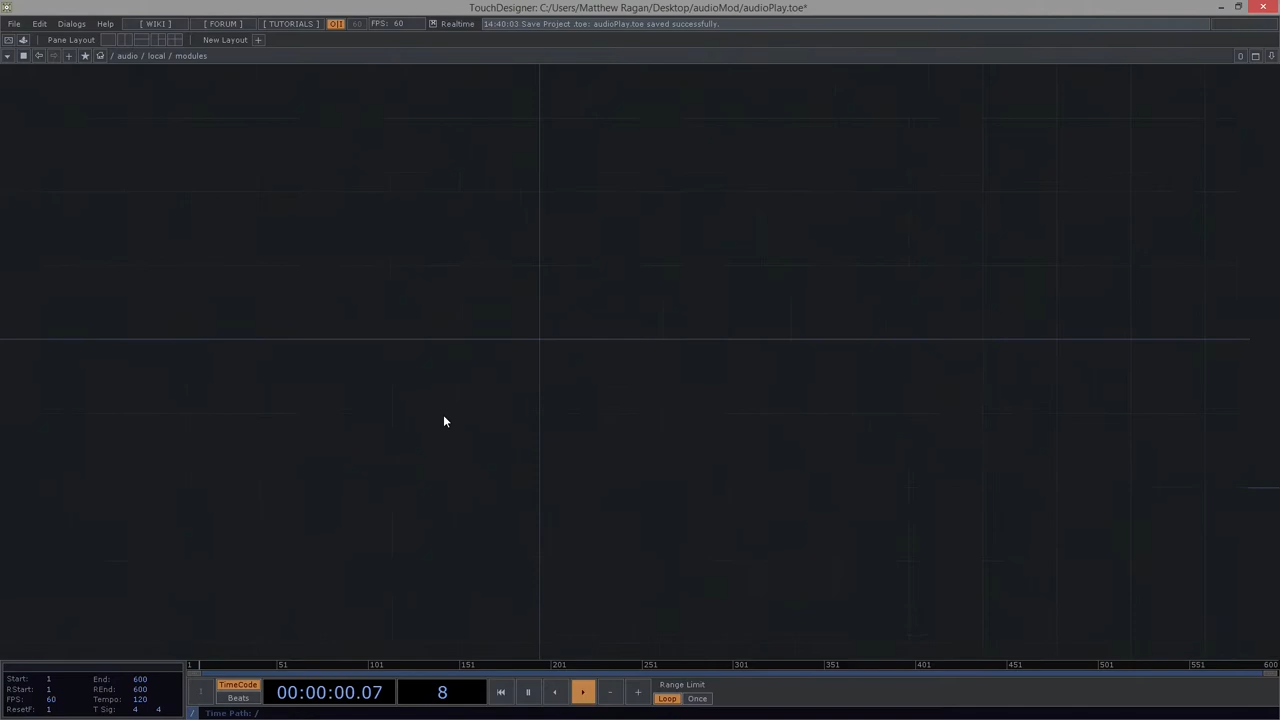 TouchDesigner: C:/Users/Matthew Ragan/Desktop/audioMod/audioPlay.toe*
File Edit Dialogs Help [ WIKI ] [ FORUM ] [ TUTORIALS ] O|I 60 FPS: 60 Realtime 14:40:03 Save Project .toe: audioPlay.toe saved successfully.
Pane Layout New Layout +
/ audio / local / modules 0
1 51 101 151 201 251 301 351 401 451 501 551 600
Start: 1 End: 600
RStart: 1 REnd: 600
FPS: 60 Tempo: 120
ResetF: 1 T Sig: 4 4
TimeCode
Beats
00:00:00.07 8
Range Limit
Loop Once
/ Time Path: /